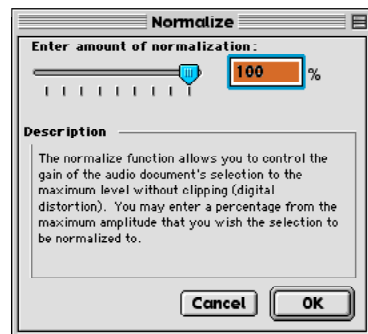 Normalize
Enter amount of normalization:
100 %
Description
The normalize function allows you to control the
gain of the audio document's selection to the
maximum level without clipping (digital
distortion). You may enter a percentage from the
maximum amplitude that you wish the selection to
be normalized to.
Cancel OK